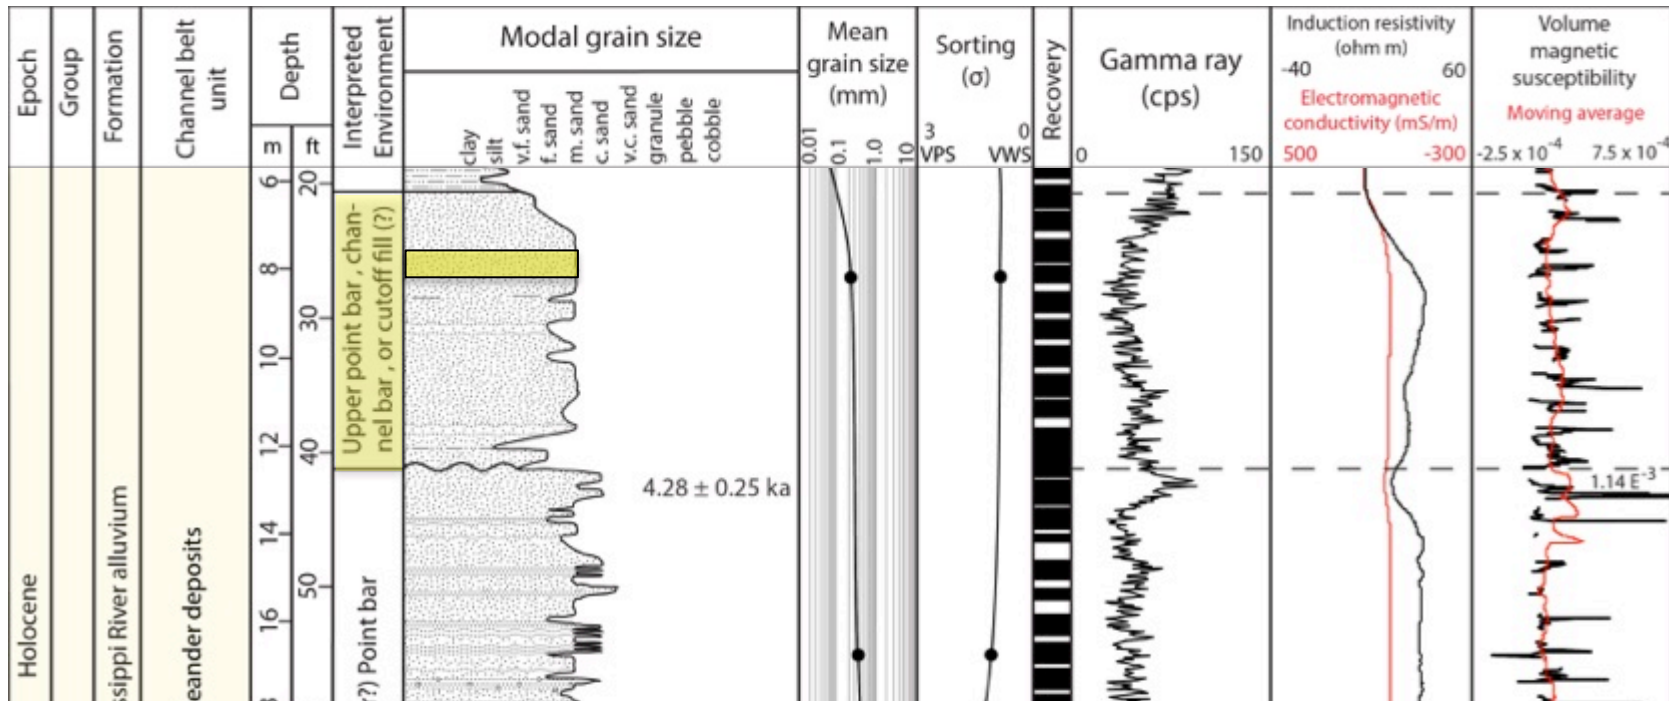 Epoch
Group
Formation
Channel belt
unit
Depth
m
ft
Interpreted
Environment
Modal grain size
clay
silt
v.f. sand
f. sand
m. sand
c. sand
v.c. sand
granule
pebble
cobble
Mean
grain size
(mm)
0.01
0.1
1.0
10
Sorting
(σ)
3 0
VPS VWS
Recovery
Gamma ray
(cps)
0 150
Induction resistivity
(ohm m)
-40 60
Electromagnetic
conductivity (mS/m)
500 -300
Volume
magnetic
susceptibility
Moving average
-2.5 x 10-4 7.5 x 10-4
6
8
10
12
14
16
20
30
40
50
Holocene
ssippi River alluvium
eander deposits
Upper point bar , chan-
nel bar , or cutoff fill (?)
(?) Point bar
4.28 ± 0.25 ka
1.14 E-3